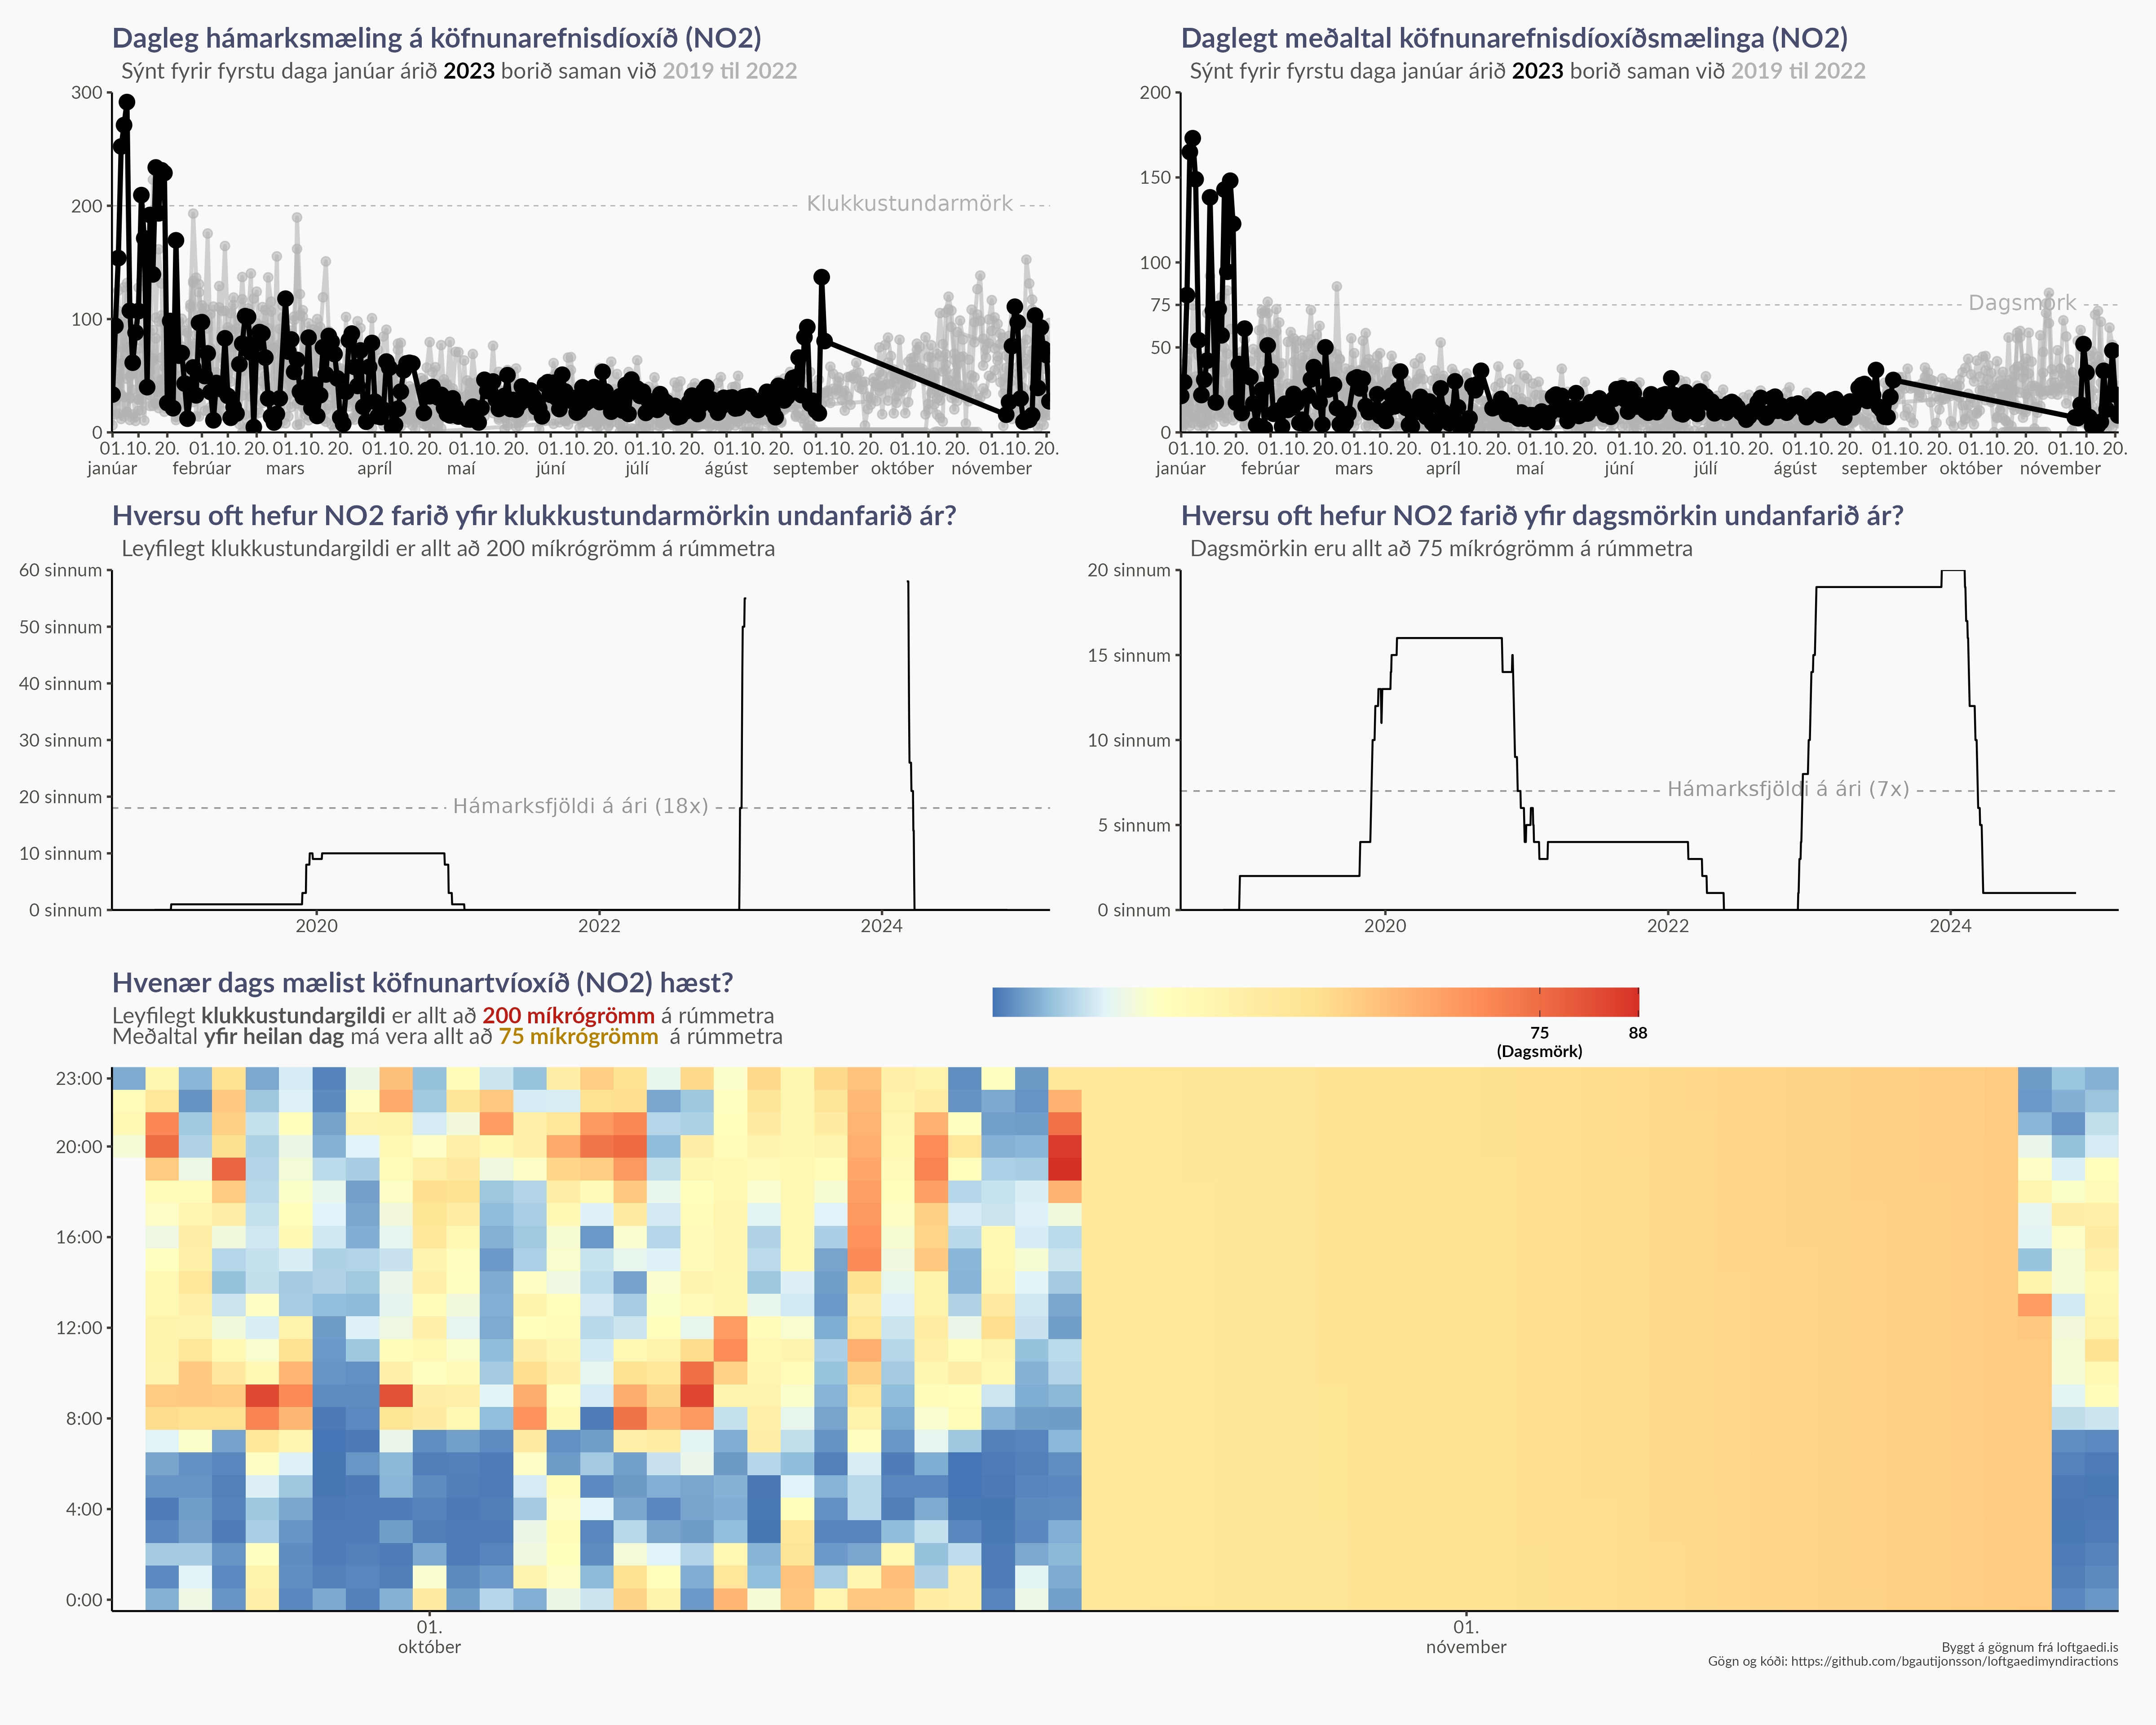 Dagleg hámarksmæling á köfnunarefnisdíoxíð (NO2)
Sýnt fyrir fyrstu daga janúar árið 2023 borið saman við 2019 til 2022
300
200
100
0
Klukkustundarmörk
01. 10. 20. 01. 10. 20. 01. 10. 20. 01. 10. 20. 01. 10. 20. 01. 10. 20. 01. 10. 20. 01. 10. 20. 01. 10. 20. 01. 10. 20. 01. 10. 20.
janúar febrúar mars apríl maí júní júlí ágúst september október nóvember
Daglegt meðaltal köfnunarefnisdíoxíðsmælinga (NO2)
Sýnt fyrir fyrstu daga janúar árið 2023 borið saman við 2019 til 2022
200
150
100
75
50
0
Dagsmörk
01. 10. 20. 01. 10. 20. 01. 10. 20. 01. 10. 20. 01. 10. 20. 01. 10. 20. 01. 10. 20. 01. 10. 20. 01. 10. 20. 01. 10. 20. 01. 10. 20.
janúar febrúar mars apríl maí júní júlí ágúst september október nóvember
Hversu oft hefur NO2 farið yfir klukkustundarmörkin undanfarið ár?
Leyfilegt klukkustundargildi er allt að 200 míkrógrömm á rúmmetra
60 sinnum
50 sinnum
40 sinnum
30 sinnum
20 sinnum
10 sinnum
0 sinnum
Hámarksfjöldi á ári (18x)
2020 2022 2024
Hversu oft hefur NO2 farið yfir dagsmörkin undanfarið ár?
Dagsmörkin eru allt að 75 míkrógrömm á rúmmetra
20 sinnum
15 sinnum
10 sinnum
5 sinnum
0 sinnum
Hámarksfjöldi á ári (7x)
2020 2022 2024
Hvenær dags mælist köfnunartvíoxíð (NO2) hæst?
Leyfilegt klukkustundargildi er allt að 200 míkrógrömm á rúmmetra
Meðaltal yfir heilan dag má vera allt að 75 míkrógrömm á rúmmetra
75 88
(Dagsmörk)
23:00
20:00
16:00
12:00
8:00
4:00
0:00
01. 01.
október nóvember
Byggt á gögnum frá loftgaedi.is
Gögn og kóði: https://github.com/bgautijonsson/loftgaedimyndiractions